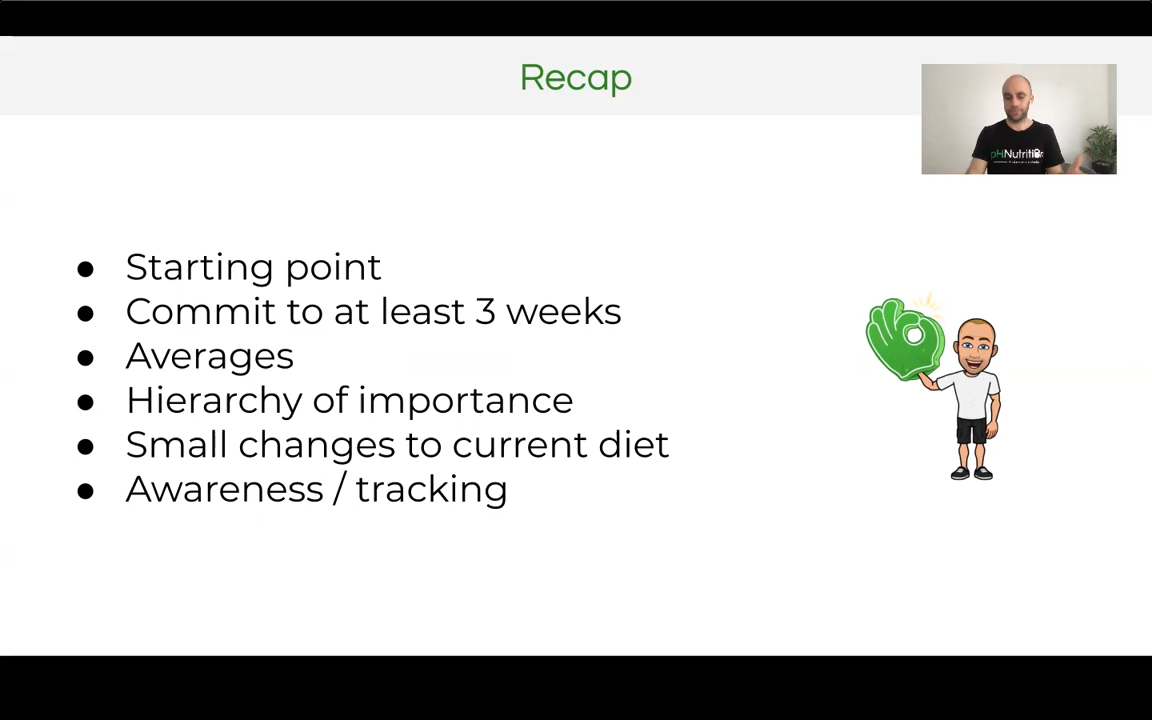 Recap
pHNutrition
● Starting point
● Commit to at least 3 weeks
● Averages
● Hierarchy of importance
● Small changes to current diet
● Awareness / tracking